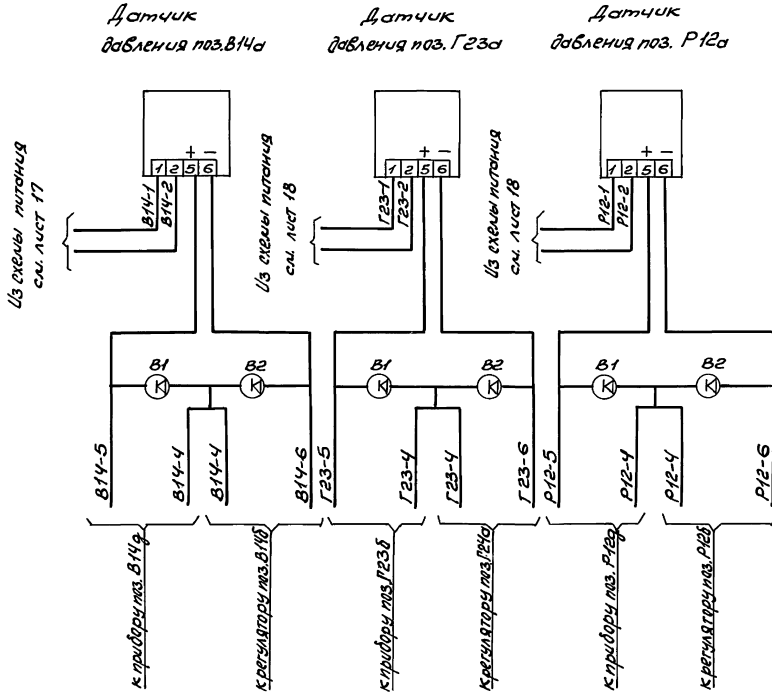 Датчик
давления поз.В14а
Датчик
давления поз. Г23а
Датчик
давления поз. Р12а
Из схемы питания
см. лист 17
+ −
1 2 5 6
В14-1
В14-2
Из схемы питания
см. лист 18
+ −
1 2 5 6
Г23-1
Г23-2
Из схемы питания
см. лист 18
+ −
1 2 5 6
Р12-1
Р12-2
В1
В2
В1
В2
В1
В2
В14-5
В14-4
В14-4
В14-6
Г23-5
Г23-4
Г23-4
Г23-6
Р12-5
Р12-4
Р12-4
Р12-6
к прибору поз. В14д
к регулятору поз.В14б
к прибору поз.Г23б
к регулятору поз.Г24а
к прибору поз. Р12д
к регулятору поз.Р12б